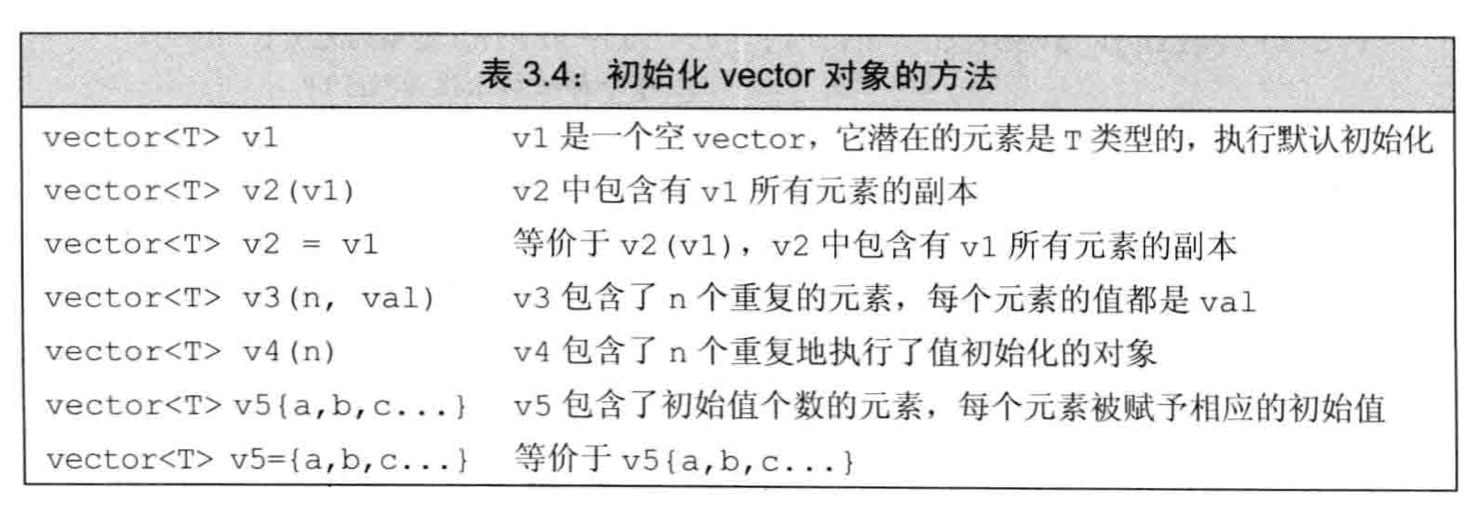 表 3.4：初始化 vector 对象的方法
vector<T> v1 v1 是一个空 vector，它潜在的元素是 T 类型的，执行默认初始化
vector<T> v2(v1) v2 中包含有 v1 所有元素的副本
vector<T> v2 = v1 等价于 v2(v1)，v2 中包含有 v1 所有元素的副本
vector<T> v3(n, val) v3 包含了 n 个重复的元素，每个元素的值都是 val
vector<T> v4(n) v4 包含了 n 个重复地执行了值初始化的对象
vector<T> v5{a,b,c...} v5 包含了初始值个数的元素，每个元素被赋予相应的初始值
vector<T> v5={a,b,c...} 等价于 v5{a,b,c...}